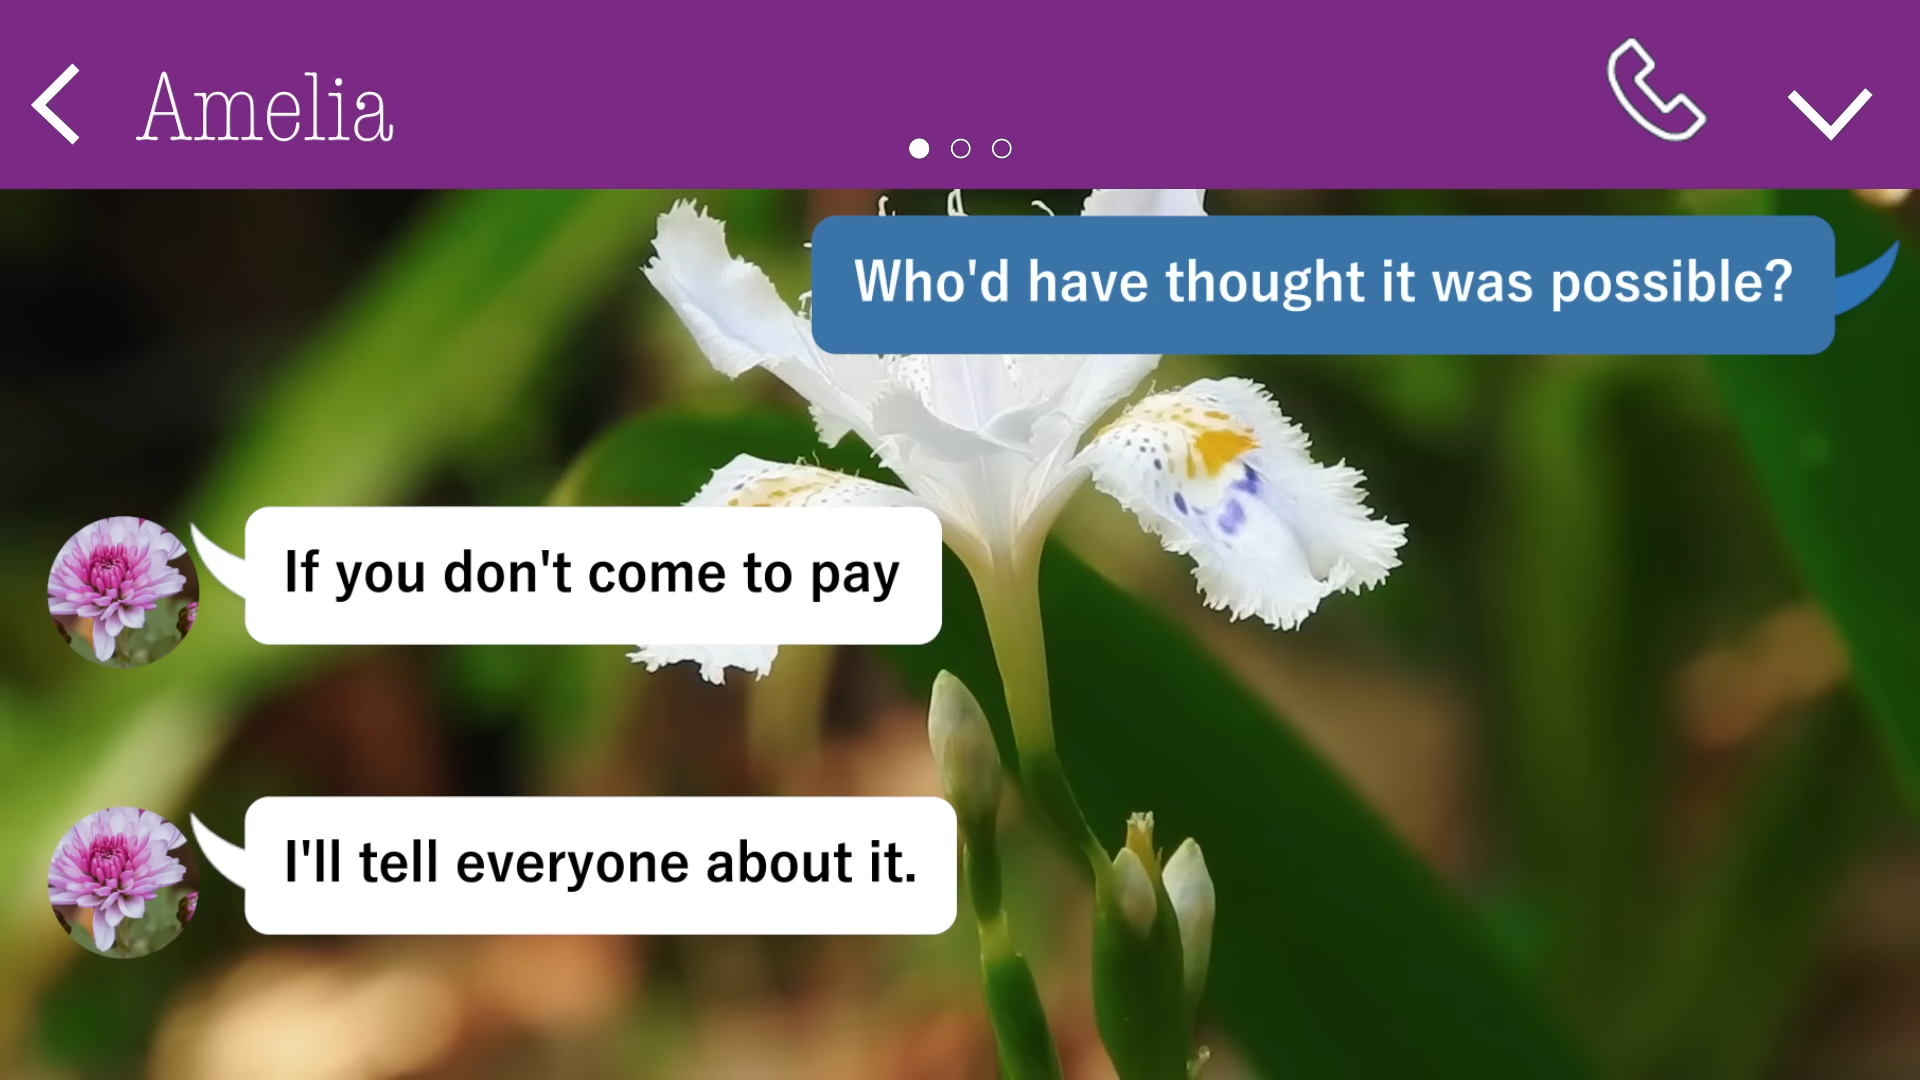 Amelia
Who'd have thought it was possible?
If you don't come to pay
I'll tell everyone about it.